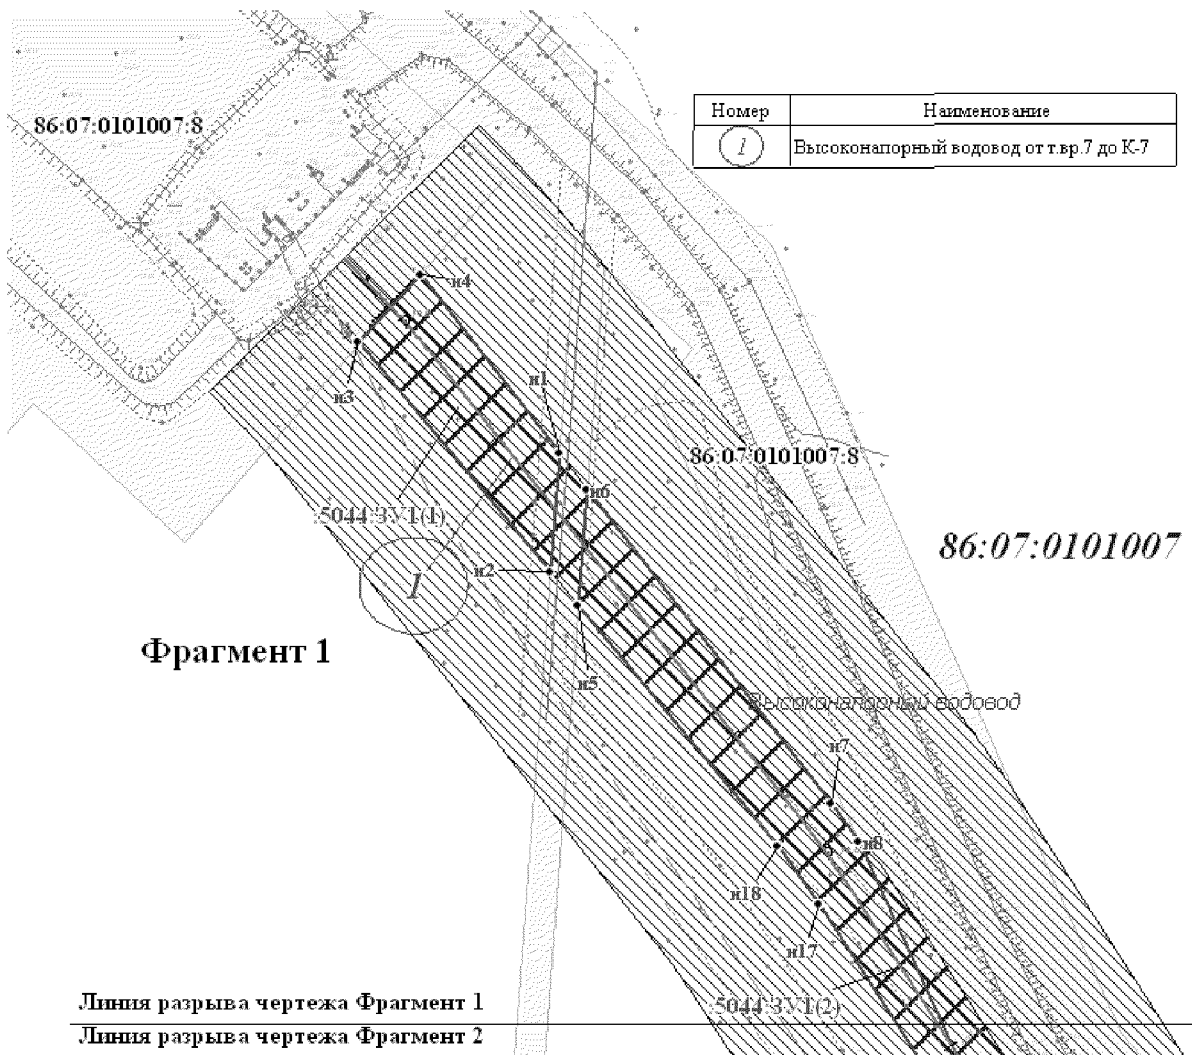 86:07:0101007:8
Номер Наименование
1 Высоконапорный водовод от т.вр.7 до К-7
н4
н3
н1
86:07:0101007:8
н6
:5044:ЗУ1(1)
86:07:0101007
н2
1
Фрагмент 1
н5
Высоконапорный водовод
н7
н8
н18
н17
:5044:ЗУ1(2)
Линия разрыва чертежа Фрагмент 1
Линия разрыва чертежа Фрагмент 2